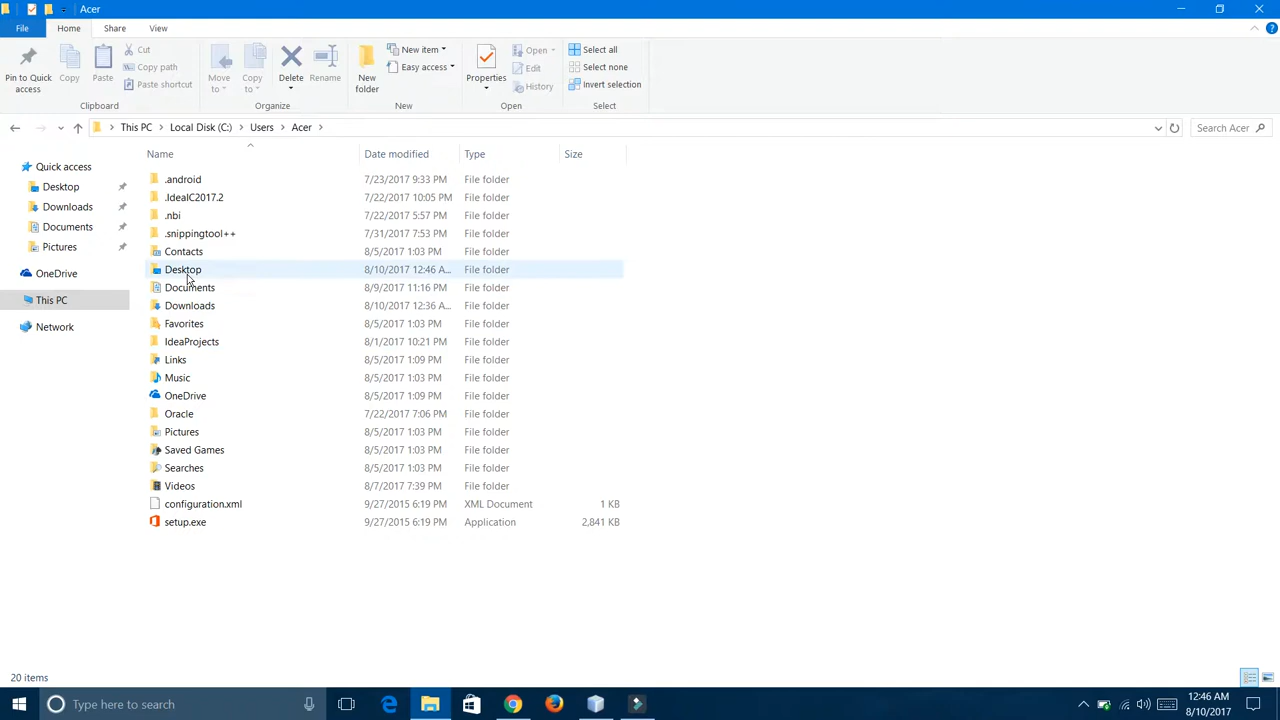 Acer
File Home Share View
Pin to Quick access
Copy
Paste
Cut
Copy path
Paste shortcut
Clipboard
Move to
Copy to
Delete
Rename
Organize
New folder
New item
Easy access
New
Properties
Open
Edit
History
Open
Select all
Select none
Invert selection
Select
This PC Local Disk (C:) Users Acer
Search Acer
Quick access
Desktop
Downloads
Documents
Pictures
OneDrive
This PC
Network
Name Date modified Type Size
.android 7/23/2017 9:33 PM File folder
.IdeaIC2017.2 7/22/2017 10:05 PM File folder
.nbi 7/22/2017 5:57 PM File folder
.snippingtool++ 7/31/2017 7:53 PM File folder
Contacts 8/5/2017 1:03 PM File folder
Desktop 8/10/2017 12:46 A... File folder
Documents 8/9/2017 11:16 PM File folder
Downloads 8/10/2017 12:36 A... File folder
Favorites 8/5/2017 1:03 PM File folder
IdeaProjects 8/1/2017 10:21 PM File folder
Links 8/5/2017 1:09 PM File folder
Music 8/5/2017 1:03 PM File folder
OneDrive 8/5/2017 1:09 PM File folder
Oracle 7/22/2017 7:06 PM File folder
Pictures 8/5/2017 1:03 PM File folder
Saved Games 8/5/2017 1:03 PM File folder
Searches 8/5/2017 1:03 PM File folder
Videos 8/7/2017 7:39 PM File folder
configuration.xml 9/27/2015 6:19 PM XML Document 1 KB
setup.exe 9/27/2015 6:19 PM Application 2,841 KB
20 items
Type here to search
12:46 AM
8/10/2017